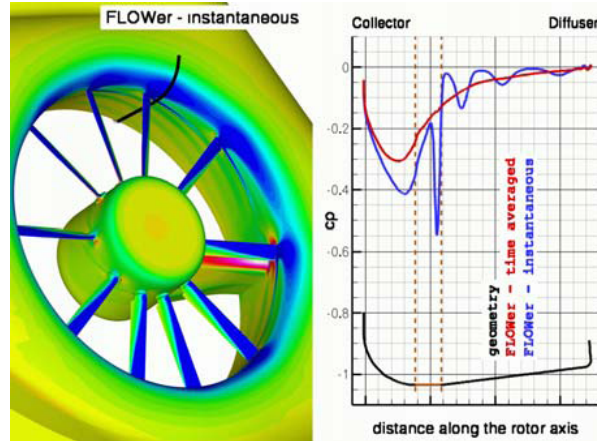 FLOWer - instantaneous
Collector
Diffuser
0
-0.2
-0.4
-0.6
-0.8
-1
cp
geometry
FLOWer - time averaged
FLOWer - instantaneous
distance along the rotor axis